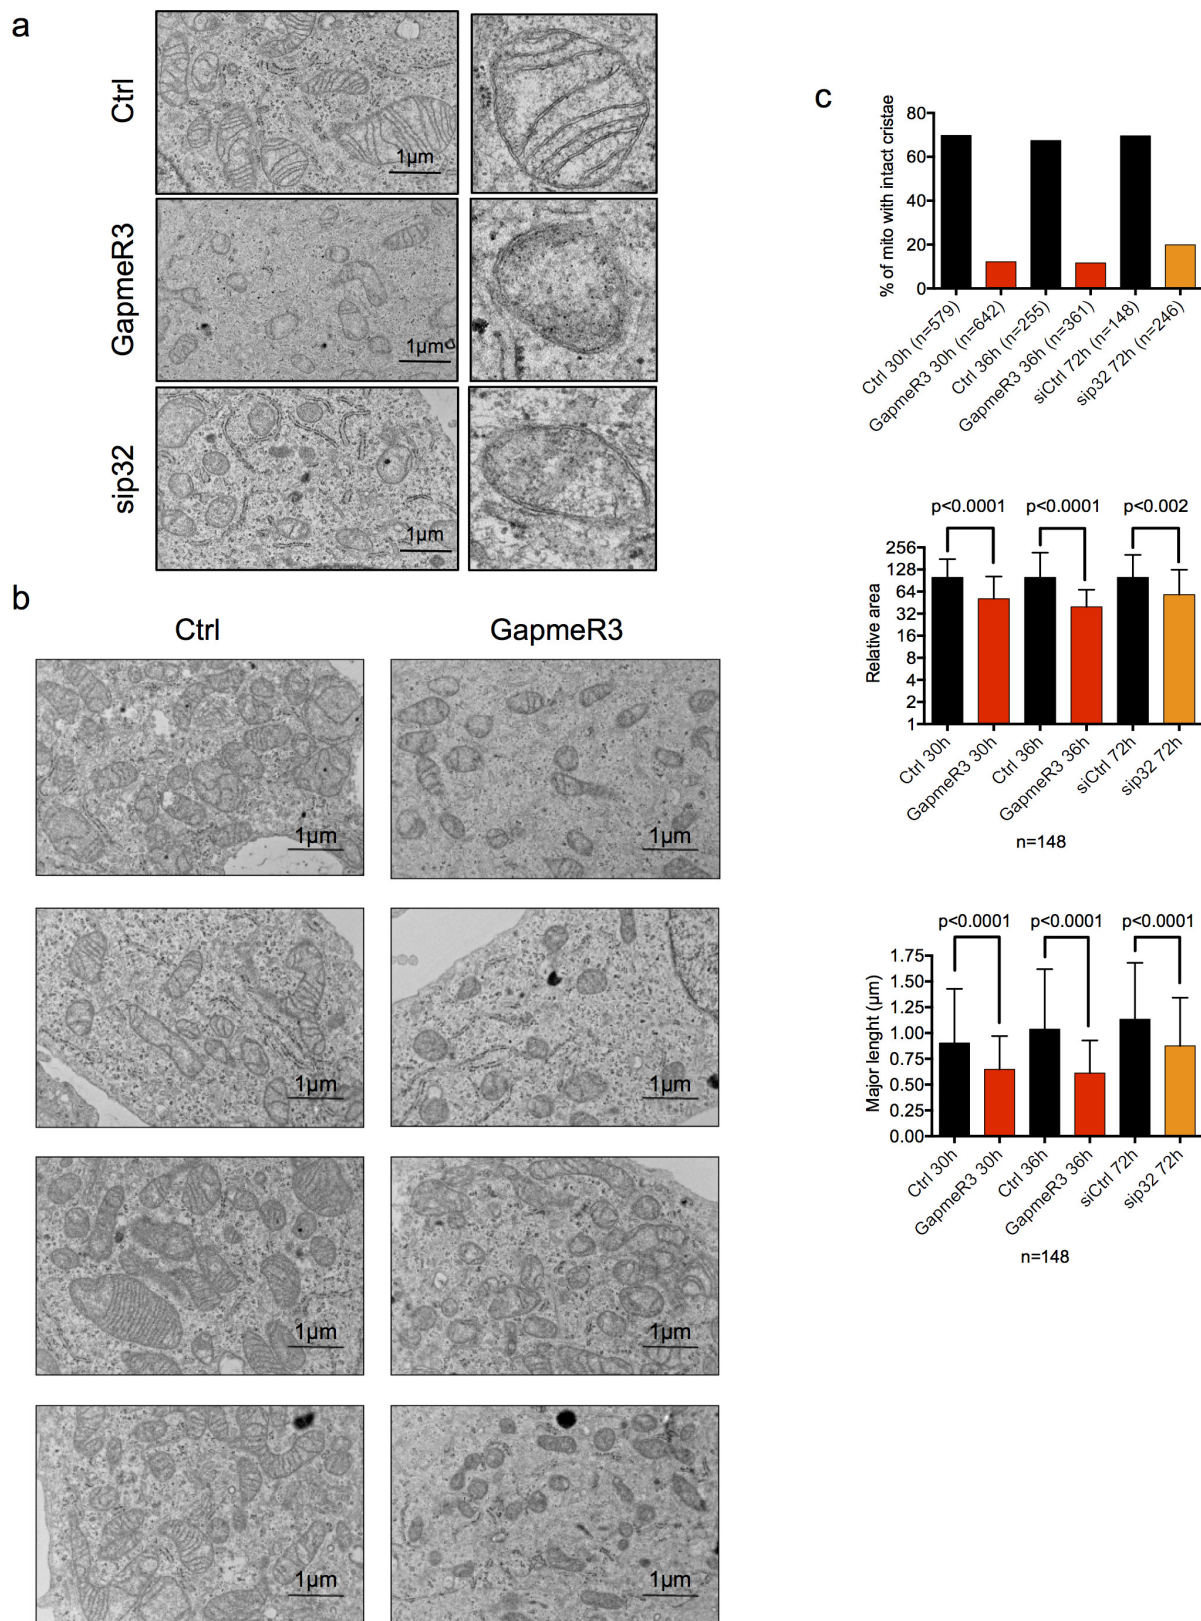 a
Ctrl
1µm
GapmeR3
1µm
sip32
1µm
b
Ctrl
GapmeR3
1µm
1µm
1µm
1µm
1µm
1µm
1µm
1µm
c
% of mito with intact cristae
80
60
40
20
0
Ctrl 30h (n=579)
GapmeR3 30h (n=642)
Ctrl 36h (n=255)
GapmeR3 36h (n=361)
siCtrl 72h (n=148)
sip32 72h (n=246)
p<0.0001
p<0.0001
p<0.002
Relative area
256
128
64
32
16
8
4
2
1
Ctrl 30h
GapmeR3 30h
Ctrl 36h
GapmeR3 36h
siCtrl 72h
sip32 72h
n=148
p<0.0001
p<0.0001
p<0.0001
Major lenght (µm)
1.75
1.50
1.25
1.00
0.75
0.50
0.25
0.00
Ctrl 30h
GapmeR3 30h
Ctrl 36h
GapmeR3 36h
siCtrl 72h
sip32 72h
n=148